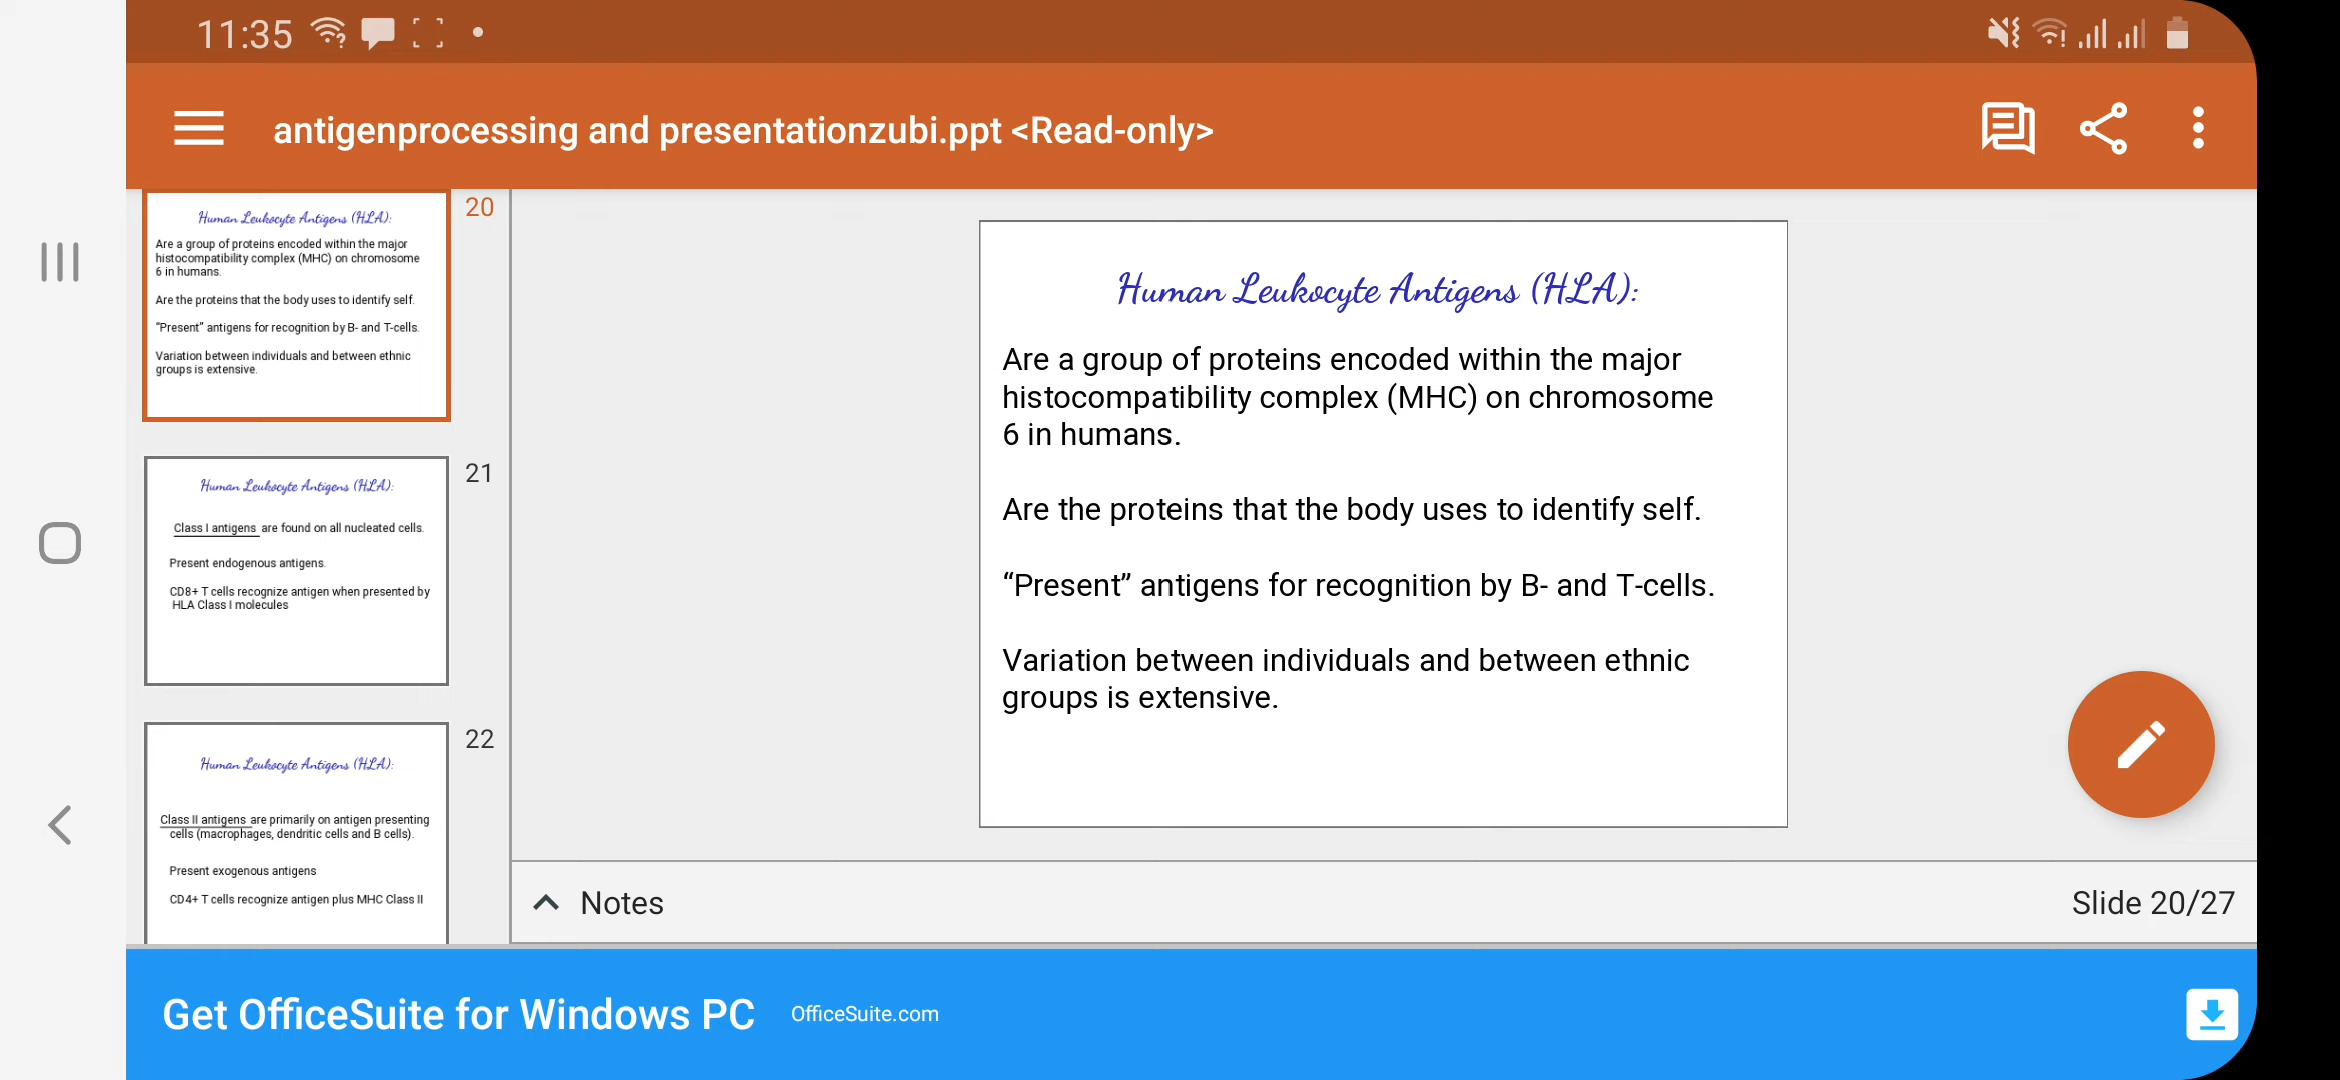 11:35
antigenprocessing and presentationzubi.ppt <Read-only>
20
Human Leukocyte Antigens (HLA):
Are a group of proteins encoded within the major
histocompatibility complex (MHC) on chromosome
6 in humans.
Are the proteins that the body uses to identify self.
“Present” antigens for recognition by B- and T-cells.
Variation between individuals and between ethnic
groups is extensive.
21
Human Leukocyte Antigens (HLA):
Class I antigens are found on all nucleated cells.
Present endogenous antigens.
CD8+ T cells recognize antigen when presented by
HLA Class I molecules
22
Human Leukocyte Antigens (HLA):
Class II antigens are primarily on antigen presenting
cells (macrophages, dendritic cells and B cells).
Present exogenous antigens
CD4+ T cells recognize antigen plus MHC Class II
Human Leukocyte Antigens (HLA):
Are a group of proteins encoded within the major
histocompatibility complex (MHC) on chromosome
6 in humans.
Are the proteins that the body uses to identify self.
“Present” antigens for recognition by B- and T-cells.
Variation between individuals and between ethnic
groups is extensive.
Notes
Slide 20/27
Get OfficeSuite for Windows PC
OfficeSuite.com